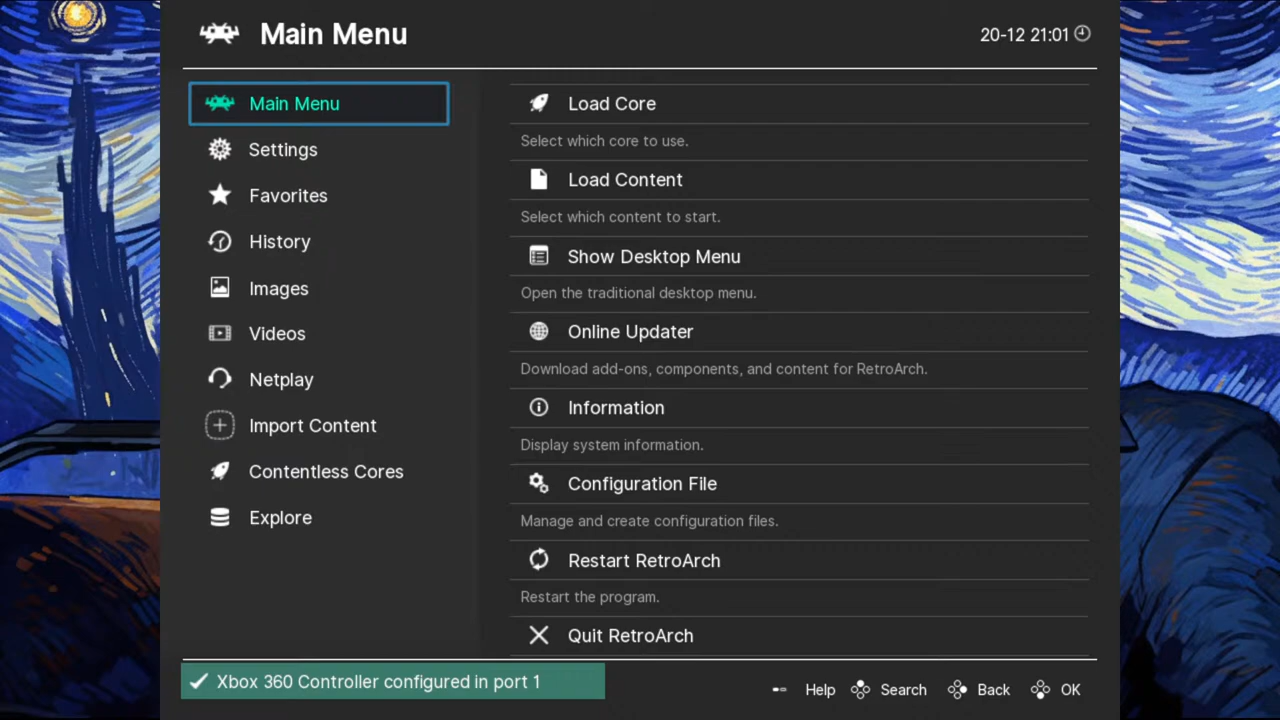 Main Menu
20-12 21:01
Main Menu
Settings
Favorites
History
Images
Videos
Netplay
Import Content
Contentless Cores
Explore
Load Core
Select which core to use.
Load Content
Select which content to start.
Show Desktop Menu
Open the traditional desktop menu.
Online Updater
Download add-ons, components, and content for RetroArch.
Information
Display system information.
Configuration File
Manage and create configuration files.
Restart RetroArch
Restart the program.
Quit RetroArch
Xbox 360 Controller configured in port 1
Help Search Back OK